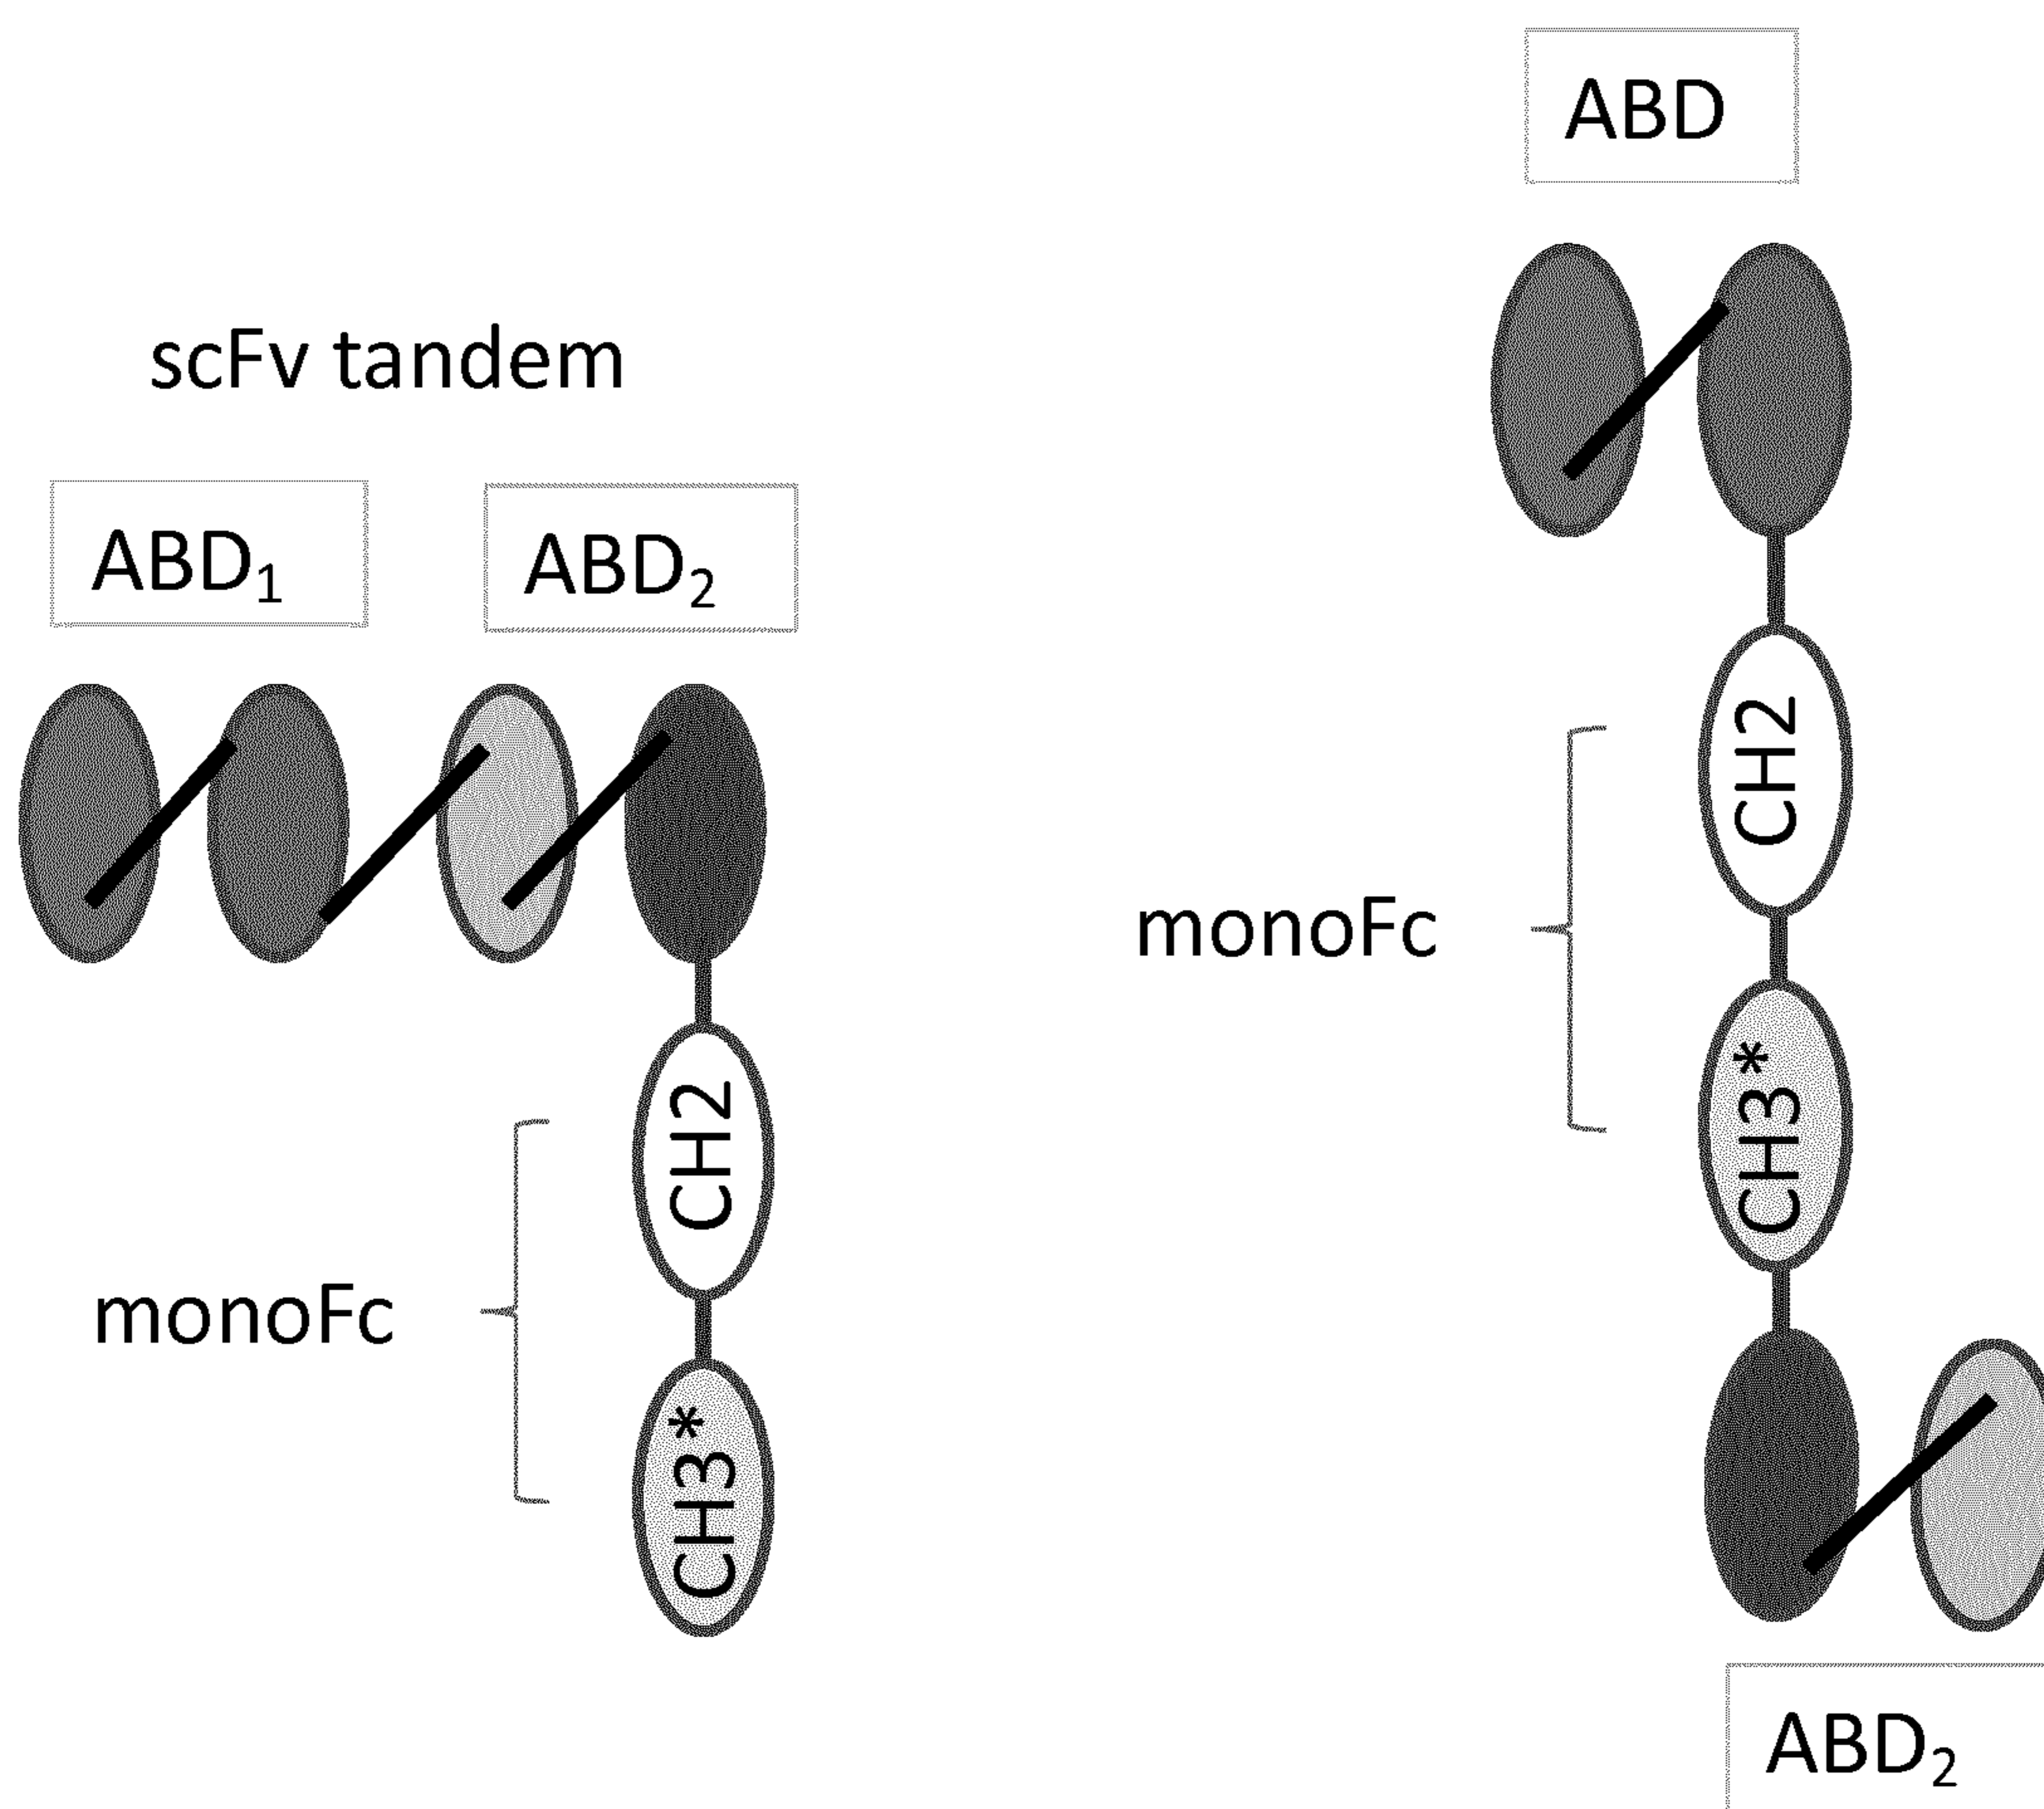 scFv tandem
ABD₁
ABD₂
CH2
monoFc
CH3*
ABD
CH2
monoFc
CH3*
ABD₂